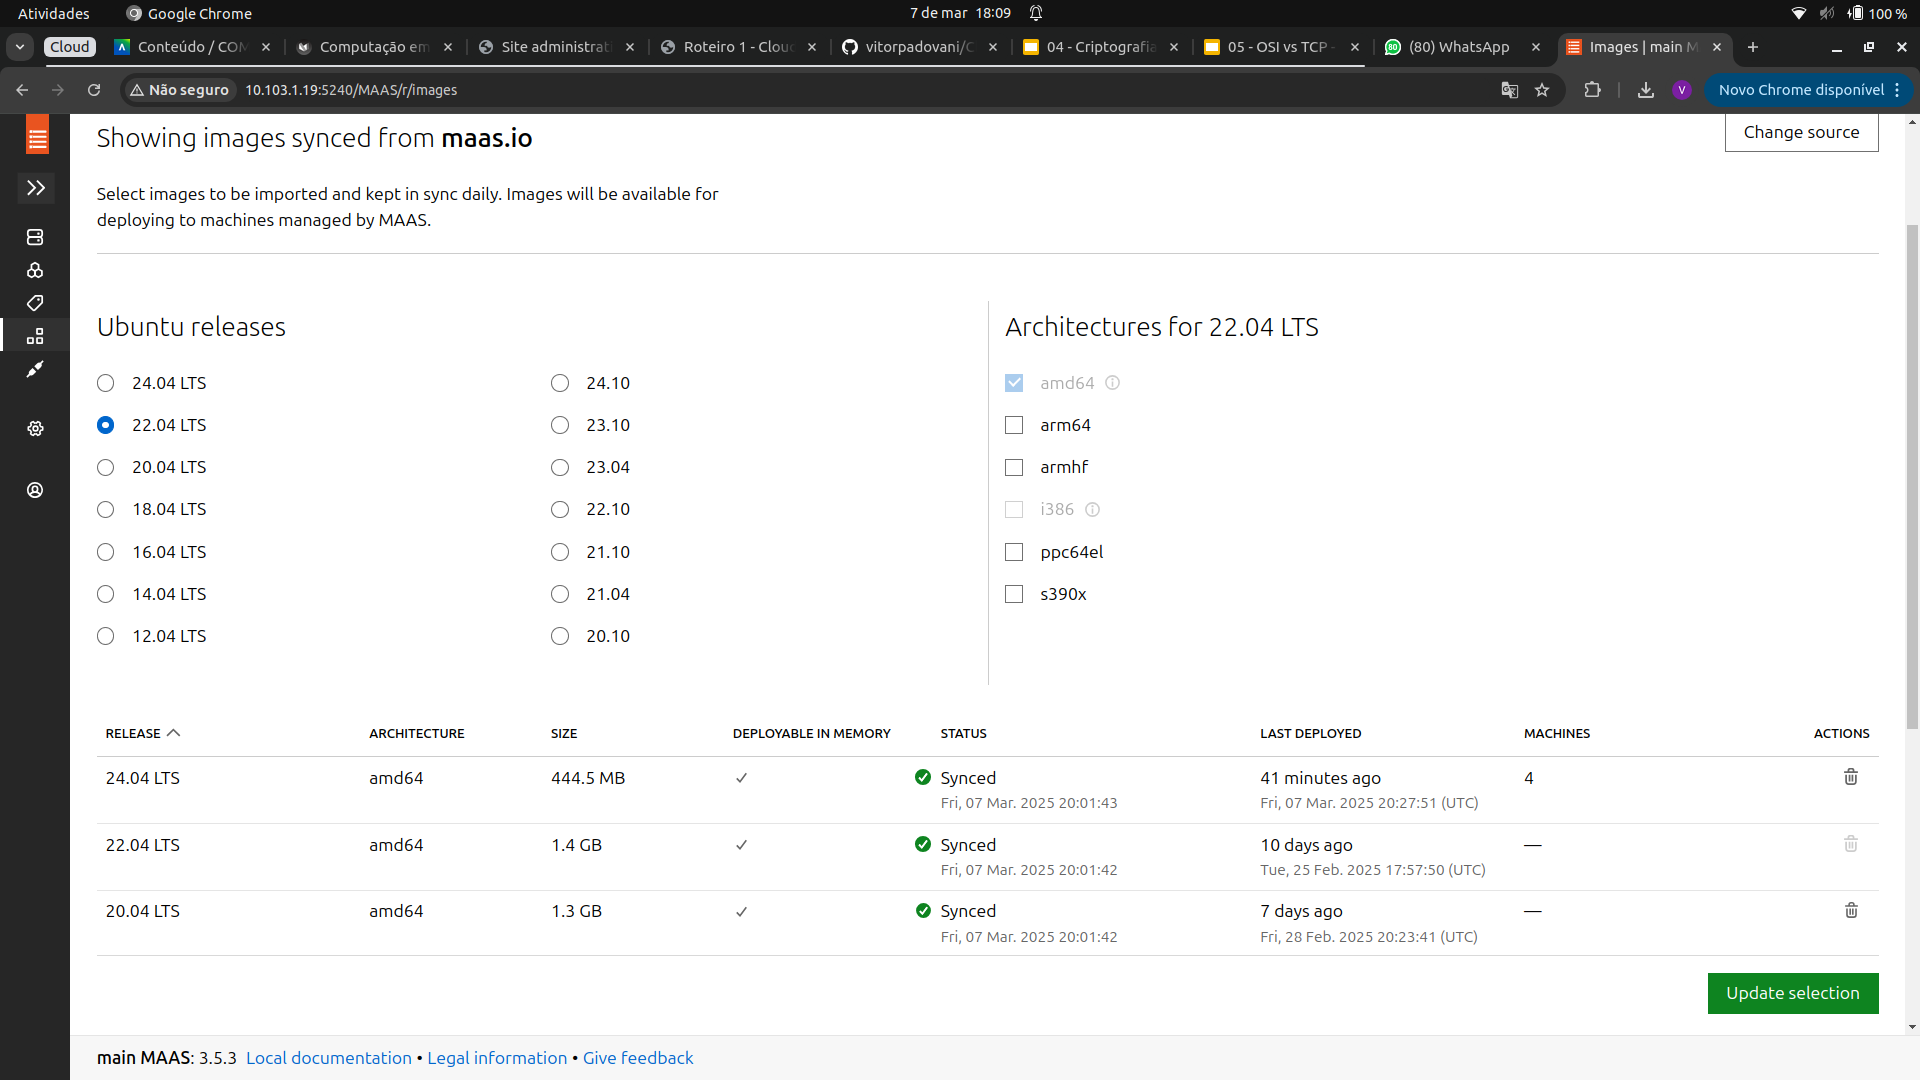 Atividades
Google Chrome
7 de mar 18:09
100 %
Cloud
Conteúdo / CO
Computação em
Site administrat
Roteiro 1 - Clou
vitorpadovani/C
04 - Criptografia
05 - OSI vs TCP -
(80) WhatsApp
Images | main M
Não seguro
10.103.1.19:5240/MAAS/r/images
V
Novo Chrome disponível
Showing images synced from maas.io
Change source
Select images to be imported and kept in sync daily. Images will be available for
deploying to machines managed by MAAS.
Ubuntu releases
24.04 LTS
22.04 LTS
20.04 LTS
18.04 LTS
16.04 LTS
14.04 LTS
12.04 LTS
24.10
23.10
23.04
22.10
21.10
21.04
20.10
Architectures for 22.04 LTS
amd64
arm64
armhf
i386
ppc64el
s390x
RELEASE ARCHITECTURE SIZE DEPLOYABLE IN MEMORY STATUS LAST DEPLOYED MACHINES ACTIONS
24.04 LTS amd64 444.5 MB ✓ Synced 41 minutes ago 4
Fri, 07 Mar. 2025 20:01:43 Fri, 07 Mar. 2025 20:27:51 (UTC)
22.04 LTS amd64 1.4 GB ✓ Synced 10 days ago —
Fri, 07 Mar. 2025 20:01:42 Tue, 25 Feb. 2025 17:57:50 (UTC)
20.04 LTS amd64 1.3 GB ✓ Synced 7 days ago —
Fri, 07 Mar. 2025 20:01:42 Fri, 28 Feb. 2025 20:23:41 (UTC)
Update selection
main MAAS: 3.5.3 Local documentation • Legal information • Give feedback